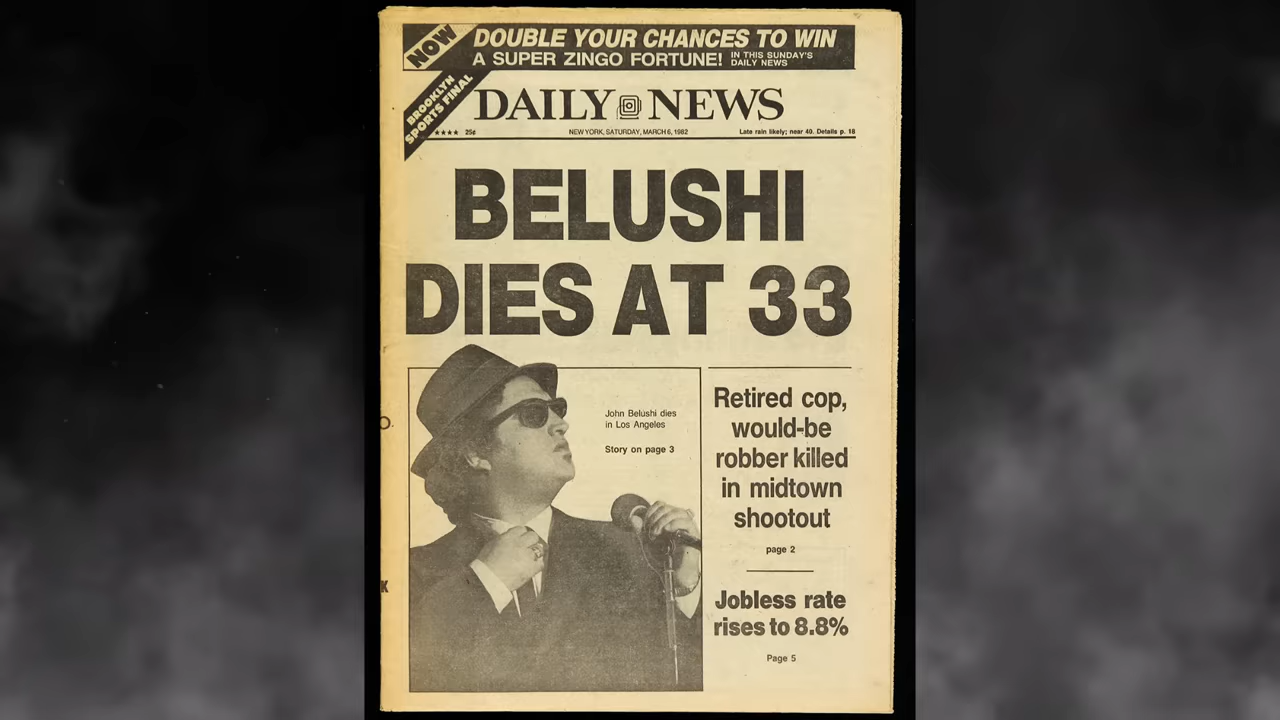 NOW
DOUBLE YOUR CHANCES TO WIN
A SUPER ZINGO FORTUNE!
IN THIS SUNDAY'S
DAILY NEWS
BROOKLYN
SPORTS FINAL
DAILY NEWS
★★★★ 25¢
NEW YORK, SATURDAY, MARCH 6, 1982
Late rain likely; near 40. Details p. 18
BELUSHI
DIES AT 33
John Belushi dies
in Los Angeles
Story on page 3
Retired cop,
would-be
robber killed
in midtown
shootout
page 2
Jobless rate
rises to 8.8%
Page 5
O.
K